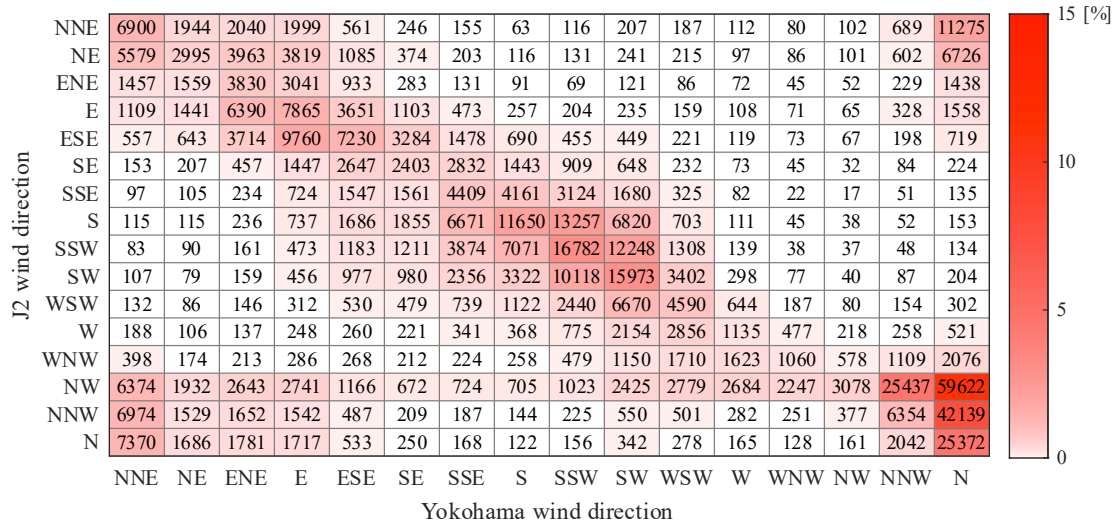 15 [%]
NNE 6900 1944 2040 1999 561 246 155 63 116 207 187 112 80 102 689 11275
NE 5579 2995 3963 3819 1085 374 203 116 131 241 215 97 86 101 602 6726
ENE 1457 1559 3830 3041 933 283 131 91 69 121 86 72 45 52 229 1438
E 1109 1441 6390 7865 3651 1103 473 257 204 235 159 108 71 65 328 1558
ESE 557 643 3714 9760 7230 3284 1478 690 455 449 221 119 73 67 198 719
10
SE 153 207 457 1447 2647 2403 2832 1443 909 648 232 73 45 32 84 224
SSE 97 105 234 724 1547 1561 4409 4161 3124 1680 325 82 22 17 51 135
S 115 115 236 737 1686 1855 6671 11650 13257 6820 703 111 45 38 52 153
SSW 83 90 161 473 1183 1211 3874 7071 16782 12248 1308 139 38 37 48 134
SW 107 79 159 456 977 980 2356 3322 10118 15973 3402 298 77 40 87 204
WSW 132 86 146 312 530 479 739 1122 2440 6670 4590 644 187 80 154 302
5
W 188 106 137 248 260 221 341 368 775 2154 2856 1135 477 218 258 521
WNW 398 174 213 286 268 212 224 258 479 1150 1710 1623 1060 578 1109 2076
NW 6374 1932 2643 2741 1166 672 724 705 1023 2425 2779 2684 2247 3078 25437 59622
NNW 6974 1529 1652 1542 487 209 187 144 225 550 501 282 251 377 6354 42139
N 7370 1686 1781 1717 533 250 168 122 156 342 278 165 128 161 2042 25372
0
NNE NE ENE E ESE SE SSE S SSW SW WSW W WNW NW NNW N
Yokohama wind direction
J2 wind direction